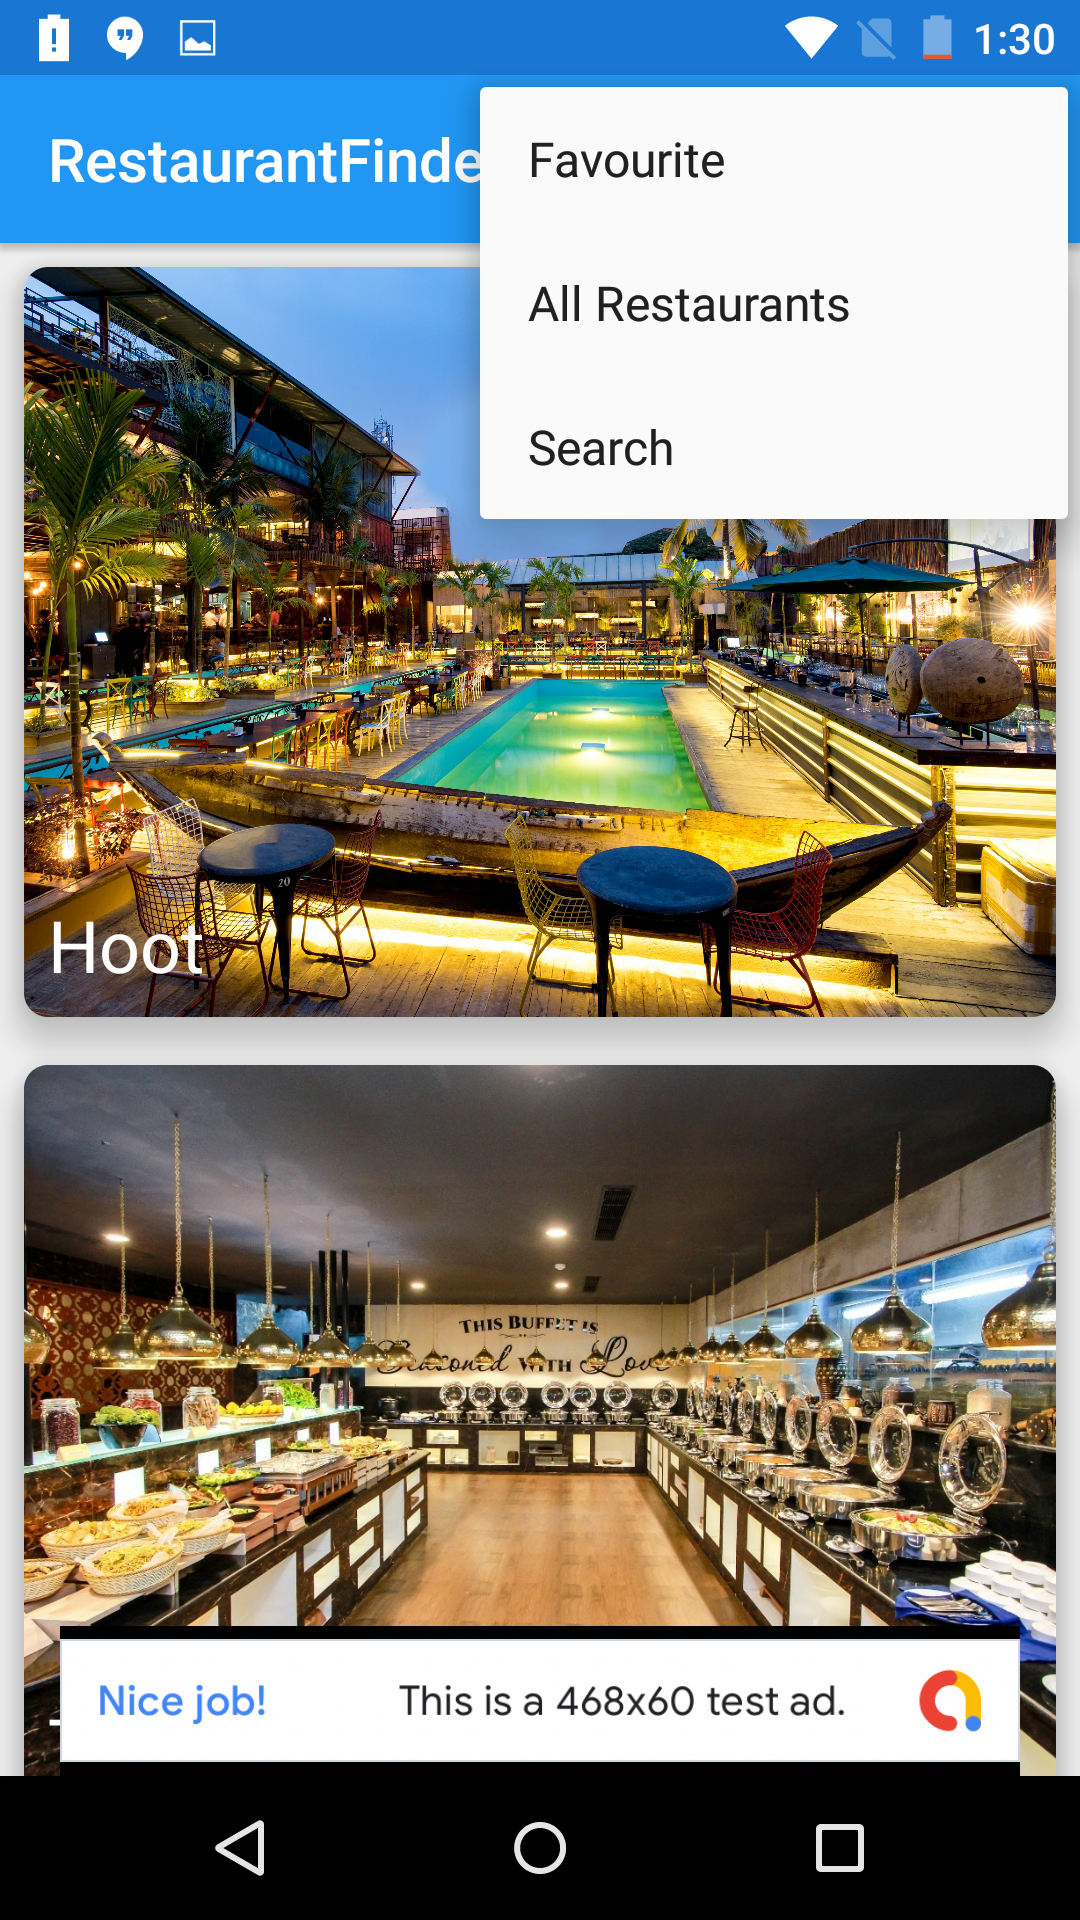 1:30
RestaurantFinde
Favourite
All Restaurants
Search
20
Hoot
THIS BUFFET IS
Seasoned WITH Love
Nice job!
This is a 468x60 test ad.